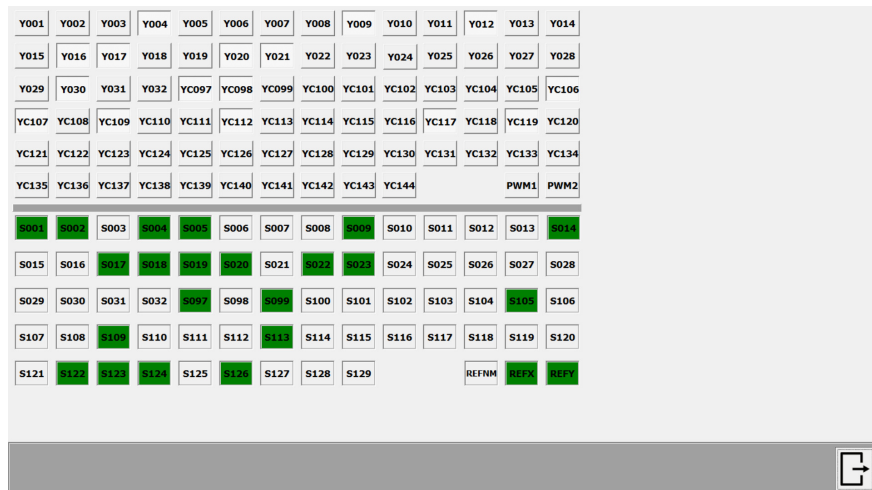 Y001 Y002 Y003 Y004 Y005 Y006 Y007 Y008 Y009 Y010 Y011 Y012 Y013 Y014
Y015 Y016 Y017 Y018 Y019 Y020 Y021 Y022 Y023 Y024 Y025 Y026 Y027 Y028
Y029 Y030 Y031 Y032 YC097 YC098 YC099 YC100 YC101 YC102 YC103 YC104 YC105 YC106
YC107 YC108 YC109 YC110 YC111 YC112 YC113 YC114 YC115 YC116 YC117 YC118 YC119 YC120
YC121 YC122 YC123 YC124 YC125 YC126 YC127 YC128 YC129 YC130 YC131 YC132 YC133 YC134
YC135 YC136 YC137 YC138 YC139 YC140 YC141 YC142 YC143 YC144 PWM1 PWM2
S001 S002 S003 S004 S005 S006 S007 S008 S009 S010 S011 S012 S013 S014
S015 S016 S017 S018 S019 S020 S021 S022 S023 S024 S025 S026 S027 S028
S029 S030 S031 S032 S097 S098 S099 S100 S101 S102 S103 S104 S105 S106
S107 S108 S109 S110 S111 S112 S113 S114 S115 S116 S117 S118 S119 S120
S121 S122 S123 S124 S125 S126 S127 S128 S129 REFNM REFX REFY